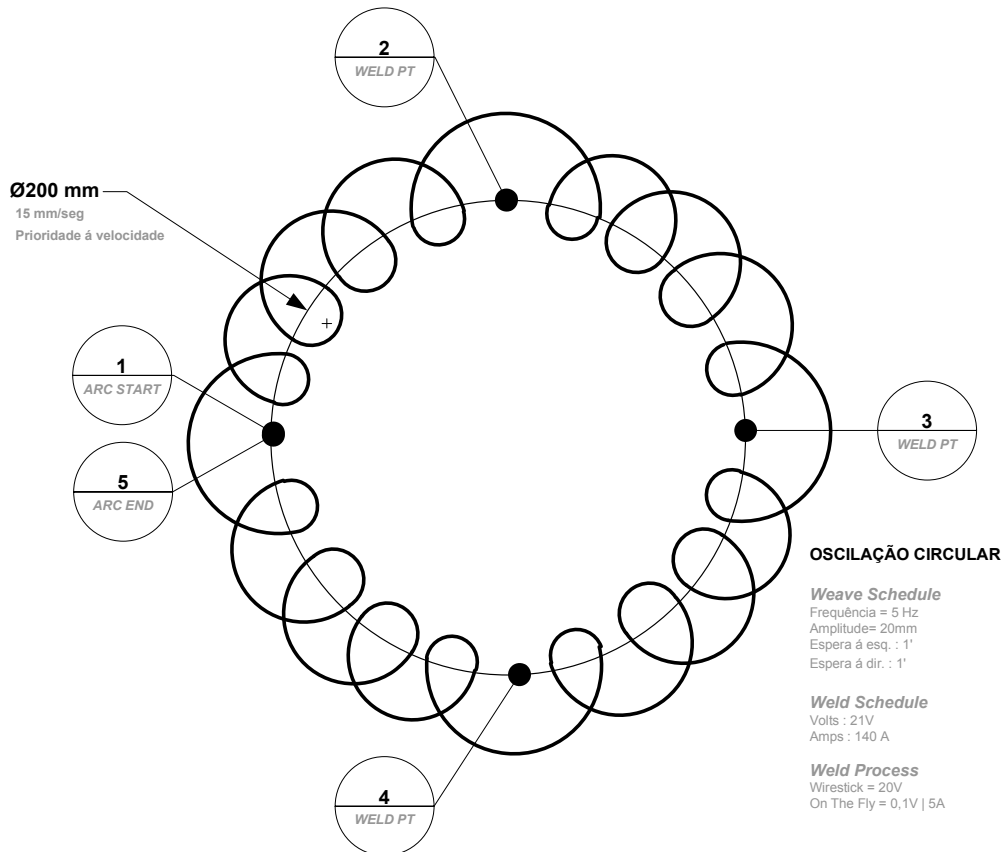 2
WELD PT
Ø200 mm
15 mm/seg
Prioridade á velocidade
1
ARC START
3
WELD PT
5
ARC END
OSCILAÇÃO CIRCULAR
Weave Schedule
Frequência = 5 Hz
Amplitude= 20mm
Espera á esq. : 1'
Espera á dir. : 1'
Weld Schedule
Volts : 21V
Amps : 140 A
Weld Process
Wirestick = 20V
On The Fly = 0,1V | 5A
4
WELD PT